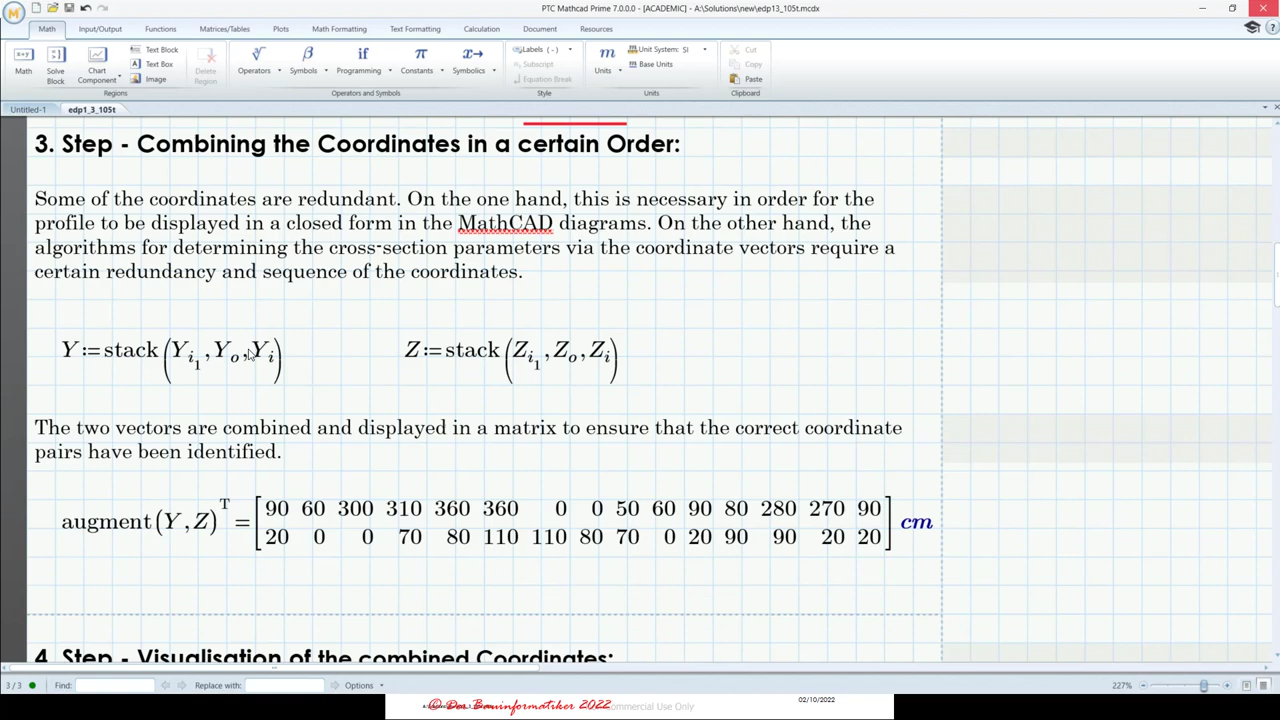 PTC Mathcad Prime 7.0.0.0 - [ACADEMIC] - A:\Solutions\new\edp13_105t.mcdx
Math Input/Output Functions Matrices/Tables Plots Math Formatting Text Formatting Calculation Document Resources
Math
Solve Block
Chart Component
Text Block
Text Box
Image
Delete Region
Operators
Symbols
Programming
Constants
Symbolics
Labels ( - )
Subscript
Equation Break
Units
Unit System: SI
Base Units
Cut
Copy
Paste
Regions Operators and Symbols Style Units Clipboard
Untitled-1 edp1_3_105t
3. Step - Combining the Coordinates in a certain Order:
Some of the coordinates are redundant. On the one hand, this is necessary in order for the
profile to be displayed in a closed form in the MathCAD diagrams. On the other hand, the
algorithms for determining the cross-section parameters via the coordinate vectors require a
certain redundancy and sequence of the coordinates.
Y:=stack(Y_i_1, Y_o, Y_i) Z:=stack(Z_i_1, Z_o, Z_i)
The two vectors are combined and displayed in a matrix to ensure that the correct coordinate
pairs have been identified.
augment(Y, Z)^T = [90 60 300 310 360 360 0 0 50 60 90 80 280 270 90
20 0 0 70 80 110 110 80 70 0 20 90 90 20 20] cm
4. Step - Visualisation of the combined Coordinates:
3 / 3 Find: Replace with: Options 227%
© Der Bauinformatiker 2022 Commercial Use Only 02/10/2022